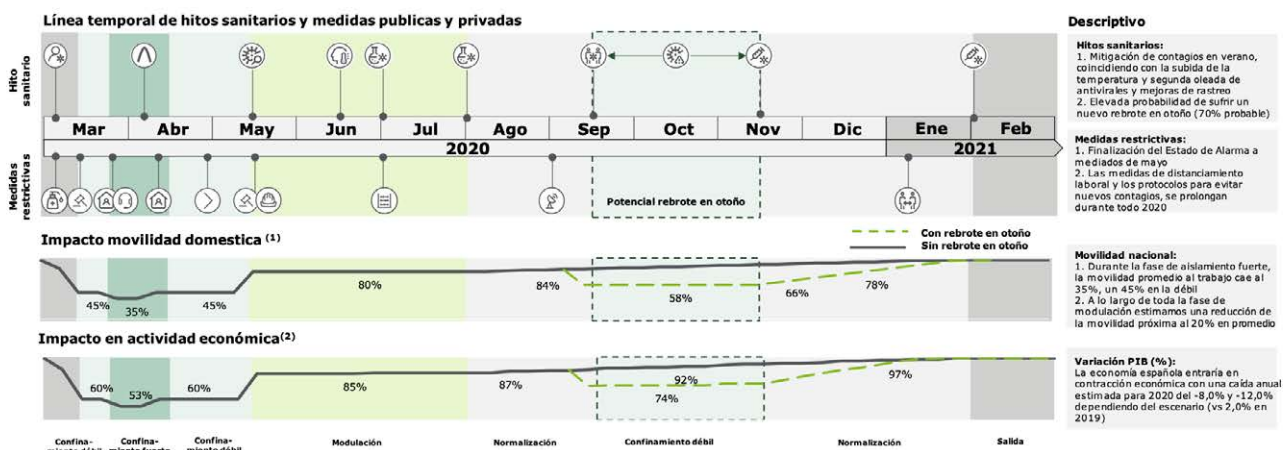 Línea temporal de hitos sanitarios y medidas publicas y privadas
Descriptivo
Hito
sanitario
Hitos sanitarios:
1. Mitigación de contagios en verano,
coincidiendo con la subida de la
temperatura y segunda oleada de
antivirales y mejoras de rastreo
2. Elevada probabilidad de sufrir un
nuevo rebrote en otoño (70% probable)
Mar Abr May Jun Jul Ago Sep Oct Nov Dic Ene Feb
2020 2021
Medidas
restrictivas
Potencial rebrote en otoño
Medidas restrictivas:
1. Finalización del Estado de Alarma a
mediados de mayo
2. Las medidas de distanciamiento
laboral y los protocolos para evitar
nuevos contagios, se prolongan
durante todo 2020
Impacto movilidad domestica (1)
Con rebrote en otoño
Sin rebrote en otoño
45% 35% 45% 80% 84% 58% 66% 78%
Movilidad nacional:
1. Durante la fase de aislamiento fuerte,
la movilidad promedio al trabajo cae al
35%, un 45% en la débil
2. A lo largo de toda la fase de
modulación estimamos una reducción de
la movilidad próxima al 20% en promedio
Impacto en actividad económica(2)
60% 53% 60% 85% 87% 92% 74% 97%
Variación PIB (%):
La economía española entraría en
contracción económica con una caída anual
estimada para 2020 del -8,0% y -12,0%
dependiendo del escenario (vs 2,0% en
2019)
Confina-
miento débil
Confina-
miento fuerte
Confina-
miento débil
Modulación
Normalización
Confinamiento débil
Normalización
Salida